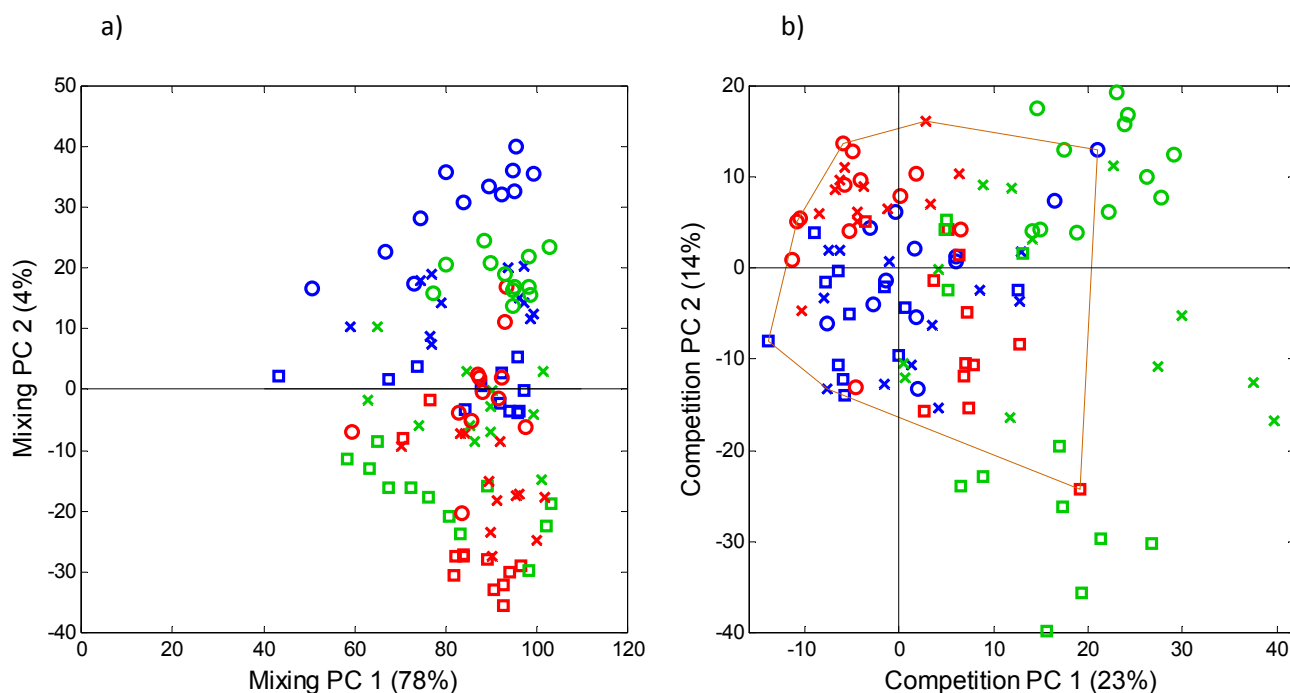 a)
b)
50
40
30
20
10
0
-10
-20
-30
-40
Mixing PC 2 (4%)
0 20 40 60 80 100 120
Mixing PC 1 (78%)
20
10
0
-10
-20
-30
-40
Competition PC 2 (14%)
-10 0 10 20 30 40
Competition PC 1 (23%)